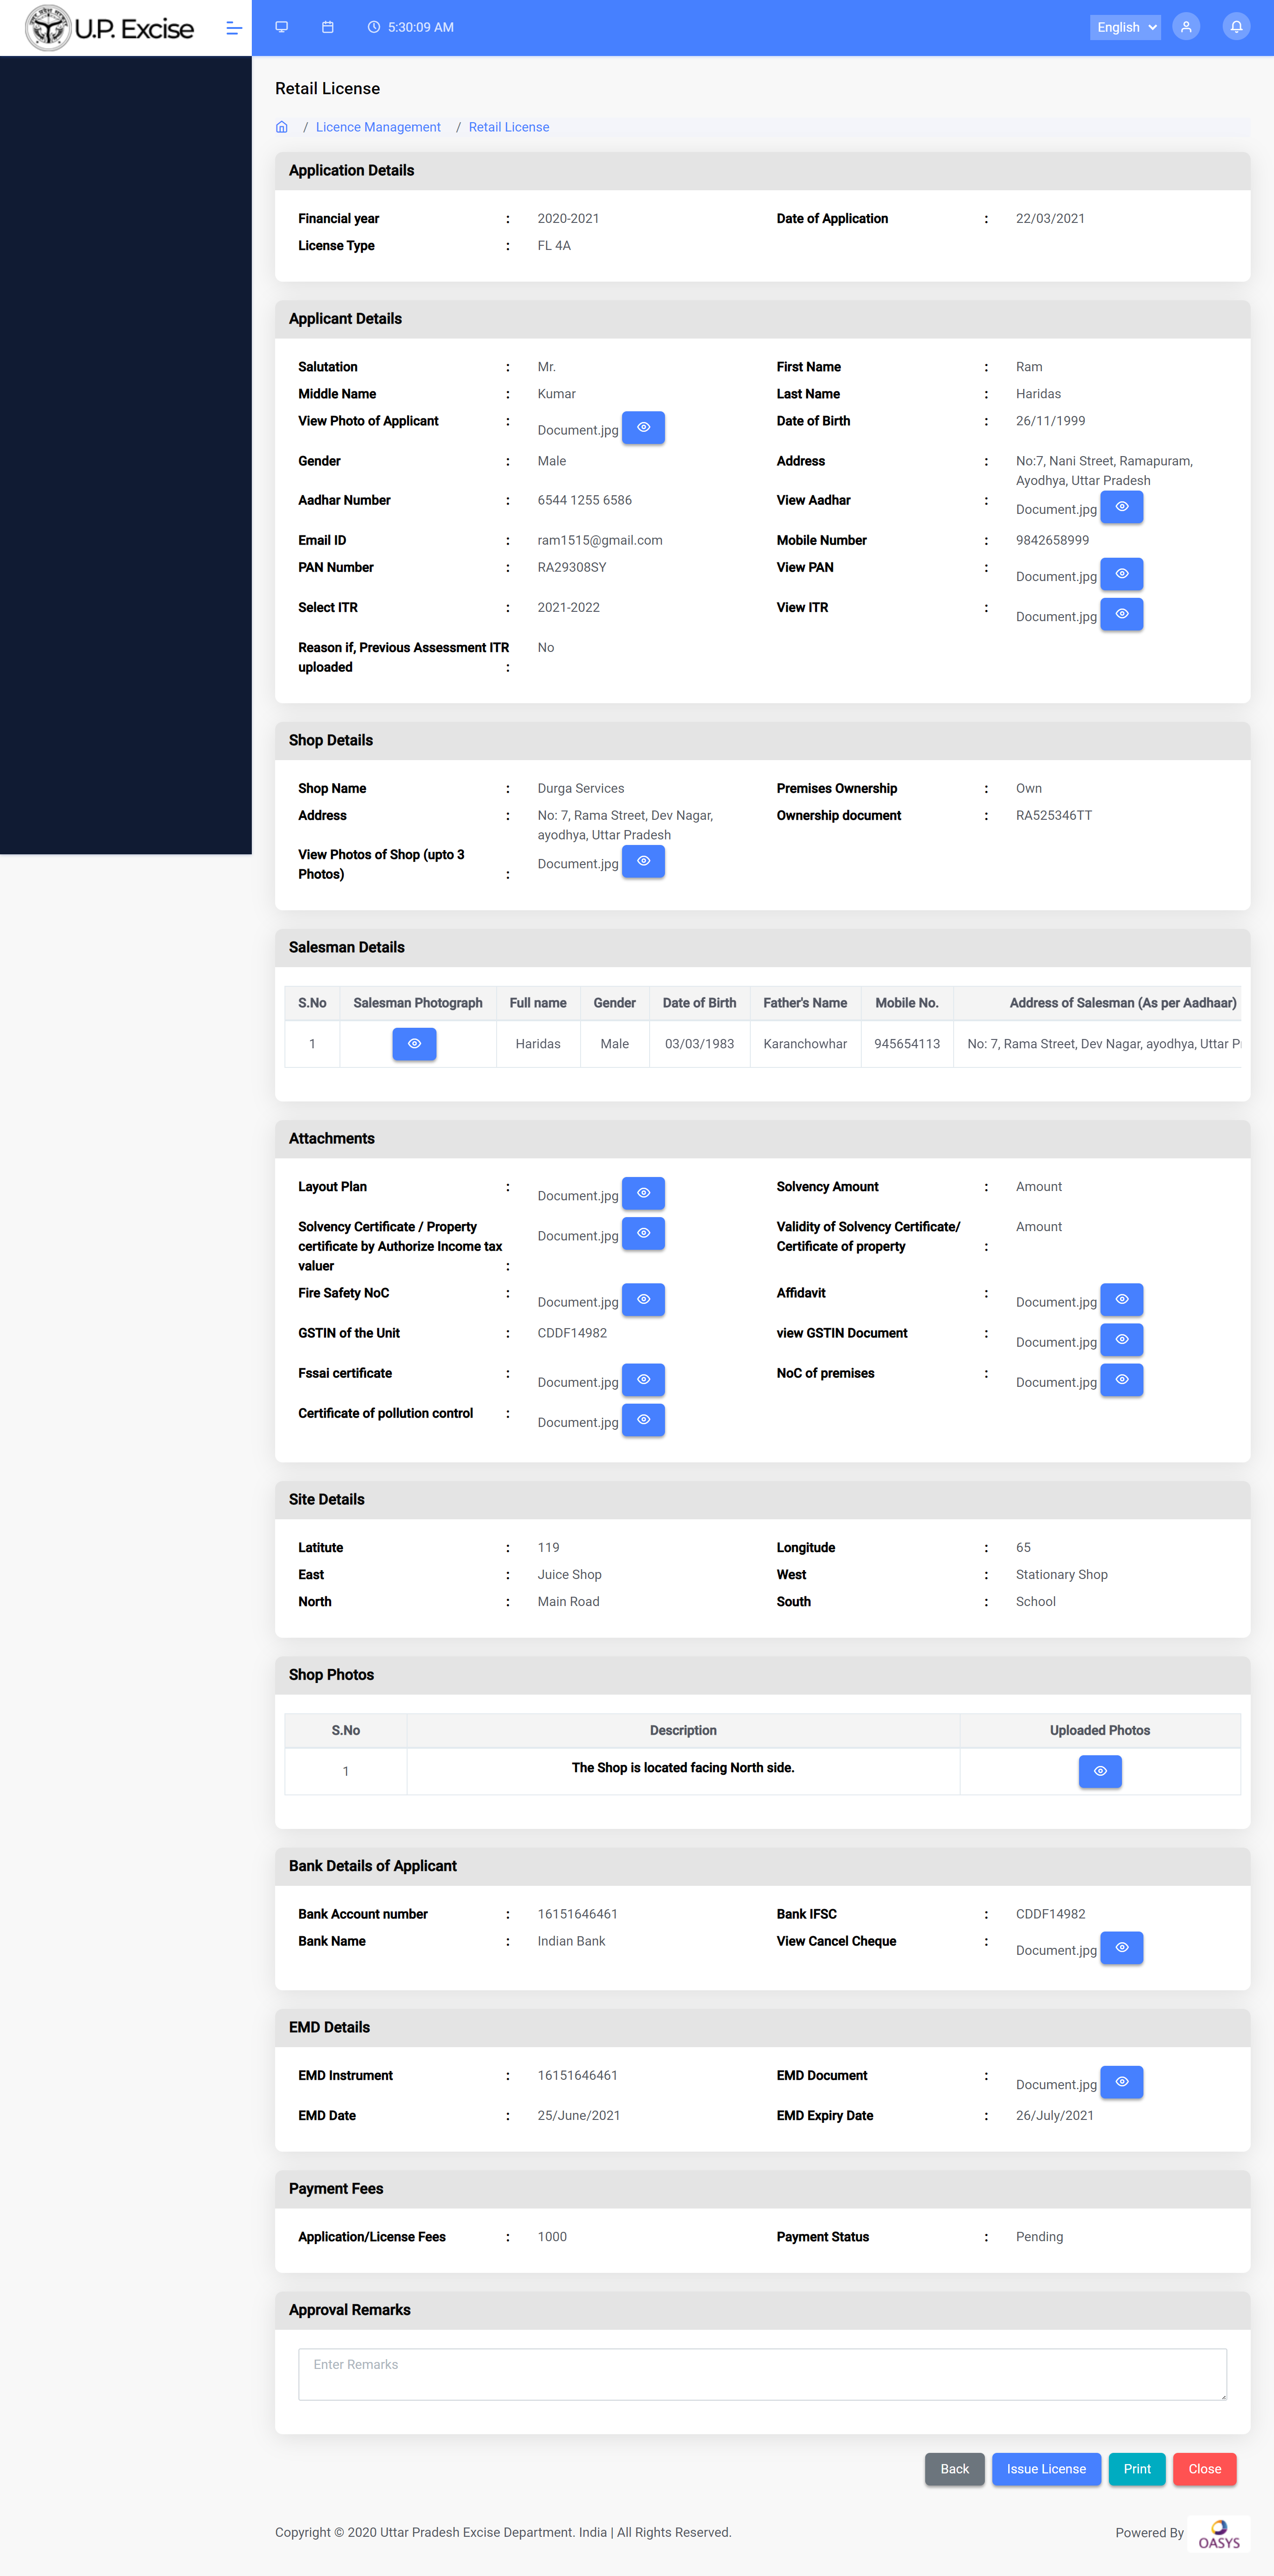 U.P. Excise
5:30:09 AM
English
Retail License
/ Licence Management / Retail License
Application Details
Financial year : 2020-2021 Date of Application : 22/03/2021
License Type : FL 4A
Applicant Details
Salutation : Mr. First Name : Ram
Middle Name : Kumar Last Name : Haridas
View Photo of Applicant : Document.jpg Date of Birth : 26/11/1999
Gender : Male Address : No:7, Nani Street, Ramapuram,
Ayodhya, Uttar Pradesh
Aadhar Number : 6544 1255 6586 View Aadhar : Document.jpg
Email ID : ram1515@gmail.com Mobile Number : 9842658999
PAN Number : RA29308SY View PAN : Document.jpg
Select ITR : 2021-2022 View ITR : Document.jpg
Reason if, Previous Assessment ITR No
uploaded :
Shop Details
Shop Name : Durga Services Premises Ownership : Own
Address : No: 7, Rama Street, Dev Nagar, Ownership document : RA525346TT
ayodhya, Uttar Pradesh
View Photos of Shop (upto 3 Document.jpg
Photos) :
Salesman Details
S.No Salesman Photograph Full name Gender Date of Birth Father's Name Mobile No. Address of Salesman (As per Aadhaar)
1 Haridas Male 03/03/1983 Karanchowhar 945654113 No: 7, Rama Street, Dev Nagar, ayodhya, Uttar P
Attachments
Layout Plan : Document.jpg Solvency Amount : Amount
Solvency Certificate / Property Document.jpg Validity of Solvency Certificate/ Amount
certificate by Authorize Income tax Certificate of property :
valuer :
Fire Safety NoC : Document.jpg Affidavit : Document.jpg
GSTIN of the Unit : CDDF14982 view GSTIN Document : Document.jpg
Fssai certificate : Document.jpg NoC of premises : Document.jpg
Certificate of pollution control : Document.jpg
Site Details
Latitute : 119 Longitude : 65
East : Juice Shop West : Stationary Shop
North : Main Road South : School
Shop Photos
S.No Description Uploaded Photos
1 The Shop is located facing North side.
Bank Details of Applicant
Bank Account number : 16151646461 Bank IFSC : CDDF14982
Bank Name : Indian Bank View Cancel Cheque : Document.jpg
EMD Details
EMD Instrument : 16151646461 EMD Document : Document.jpg
EMD Date : 25/June/2021 EMD Expiry Date : 26/July/2021
Payment Fees
Application/License Fees : 1000 Payment Status : Pending
Approval Remarks
Enter Remarks
Back Issue License Print Close
Copyright © 2020 Uttar Pradesh Excise Department. India | All Rights Reserved. Powered By OASYS